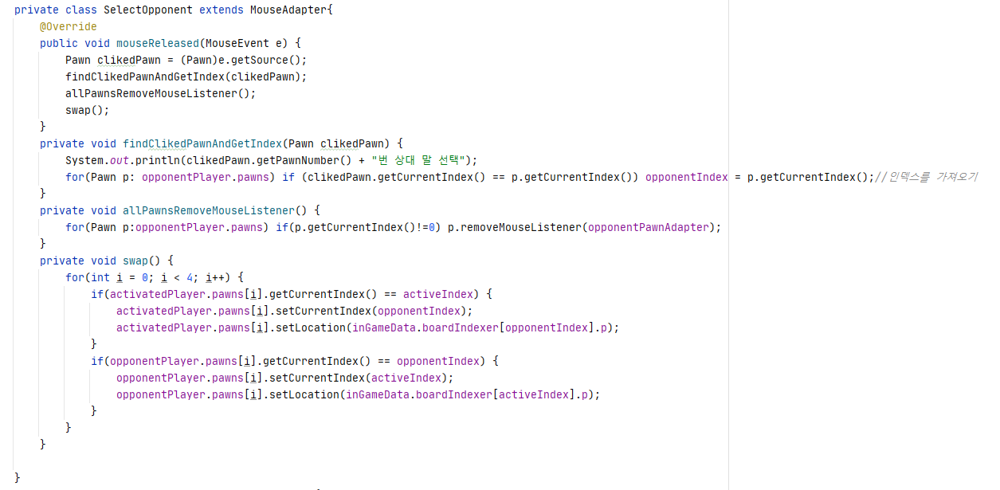 private class SelectOpponent extends MouseAdapter{
    @Override
    public void mouseReleased(MouseEvent e) {
        Pawn clikedPawn = (Pawn)e.getSource();
        findClikedPawnAndGetIndex(clikedPawn);
        allPawnsRemoveMouseListener();
        swap();
    }
    private void findClikedPawnAndGetIndex(Pawn clikedPawn) {
        System.out.println(clikedPawn.getPawnNumber() + "번 상대 말 선택");
        for(Pawn p: opponentPlayer.pawns) if (clikedPawn.getCurrentIndex() == p.getCurrentIndex()) opponentIndex = p.getCurrentIndex();//인덱스를 가져오기
    }
    private void allPawnsRemoveMouseListener() {
        for(Pawn p:opponentPlayer.pawns) if(p.getCurrentIndex()!=0) p.removeMouseListener(opponentPawnAdapter);
    }
    private void swap() {
        for(int i = 0; i < 4; i++) {
            if(activatedPlayer.pawns[i].getCurrentIndex() == activeIndex) {
                activatedPlayer.pawns[i].setCurrentIndex(opponentIndex);
                activatedPlayer.pawns[i].setLocation(inGameData.boardIndexer[opponentIndex].p);
            }
            if(opponentPlayer.pawns[i].getCurrentIndex() == opponentIndex) {
                opponentPlayer.pawns[i].setCurrentIndex(activeIndex);
                opponentPlayer.pawns[i].setLocation(inGameData.boardIndexer[activeIndex].p);
            }
        }
    }
}